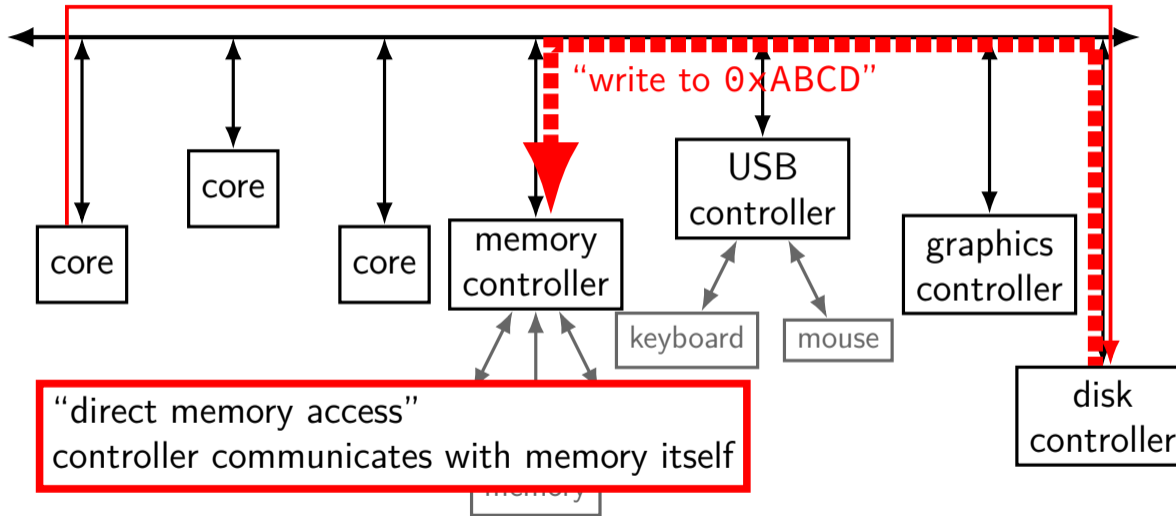 “write to 0xABCD”
core
core
core
memory
controller
USB
controller
graphics
controller
disk
controller
keyboard
mouse
“direct memory access”
controller communicates with memory itself
memory